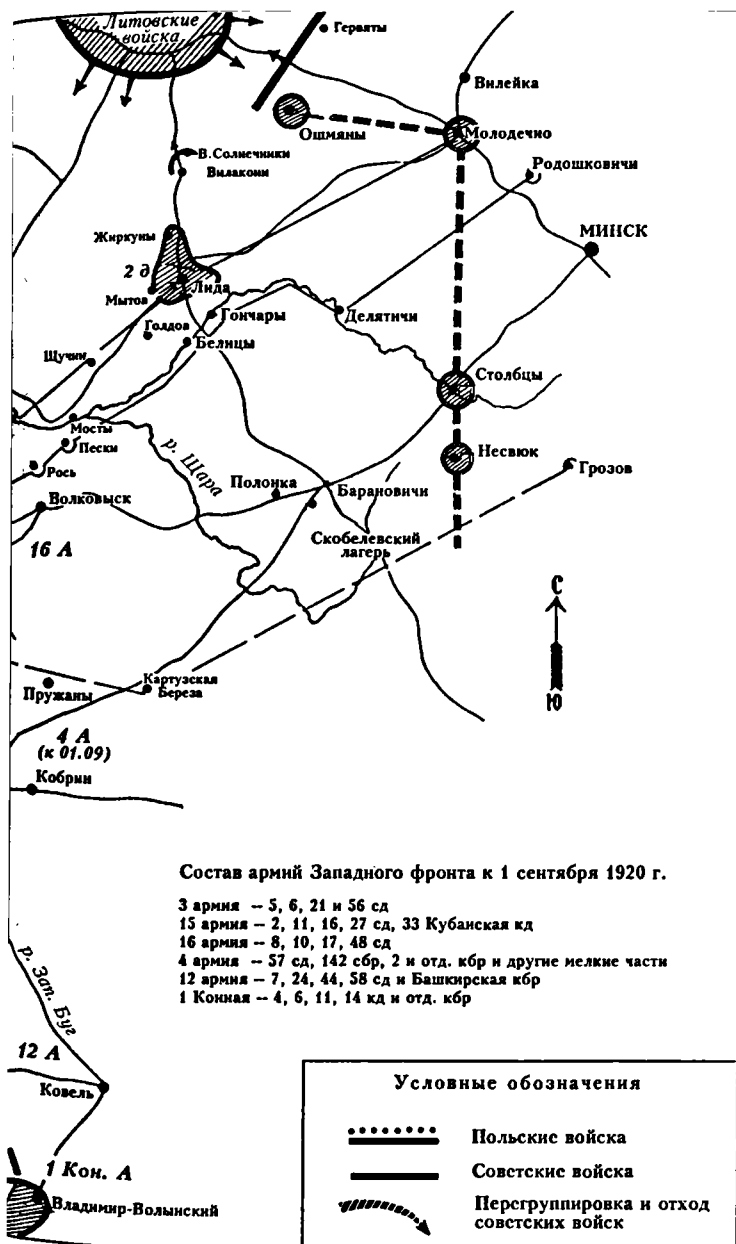 Литовские
войска
Гервяты
Вилейка
Ошмяны
Молодечно
В. Солнечники
Вилакони
Родошковичи
Жиркуны
МИНСК
2 д
Лида
Мытов
Гончары
Делятичи
Голдов
Белицы
Щучин
Столбцы
Мосты
Пески
р. Щара
Несвюк
Рось
Полонка
Грозов
Волковыск
Барановичи
Скобелевский
лагерь
16 А
С
Ю
Картузская
Береза
Пружаны
4 А
(к 01.09)
Кобрин
Состав армий Западного фронта к 1 сентября 1920 г.
3 армия – 5, 6, 21 и 56 сд
15 армия – 2, 11, 16, 27 сд, 33 Кубанская кд
16 армия – 8, 10, 17, 48 сд
4 армия – 57 сд, 142 сбр, 2 и отд. кбр и другие мелкие части
12 армия – 7, 24, 44, 58 сд и Башкирская кбр
1 Конная – 4, 6, 11, 14 кд и отд. кбр
р. Зап. Буг
12 А
Ковель
1 Кон. А
Владимир-Волынский
Условные обозначения
Польские войска
Советские войска
Перегруппировка и отход
советских войск